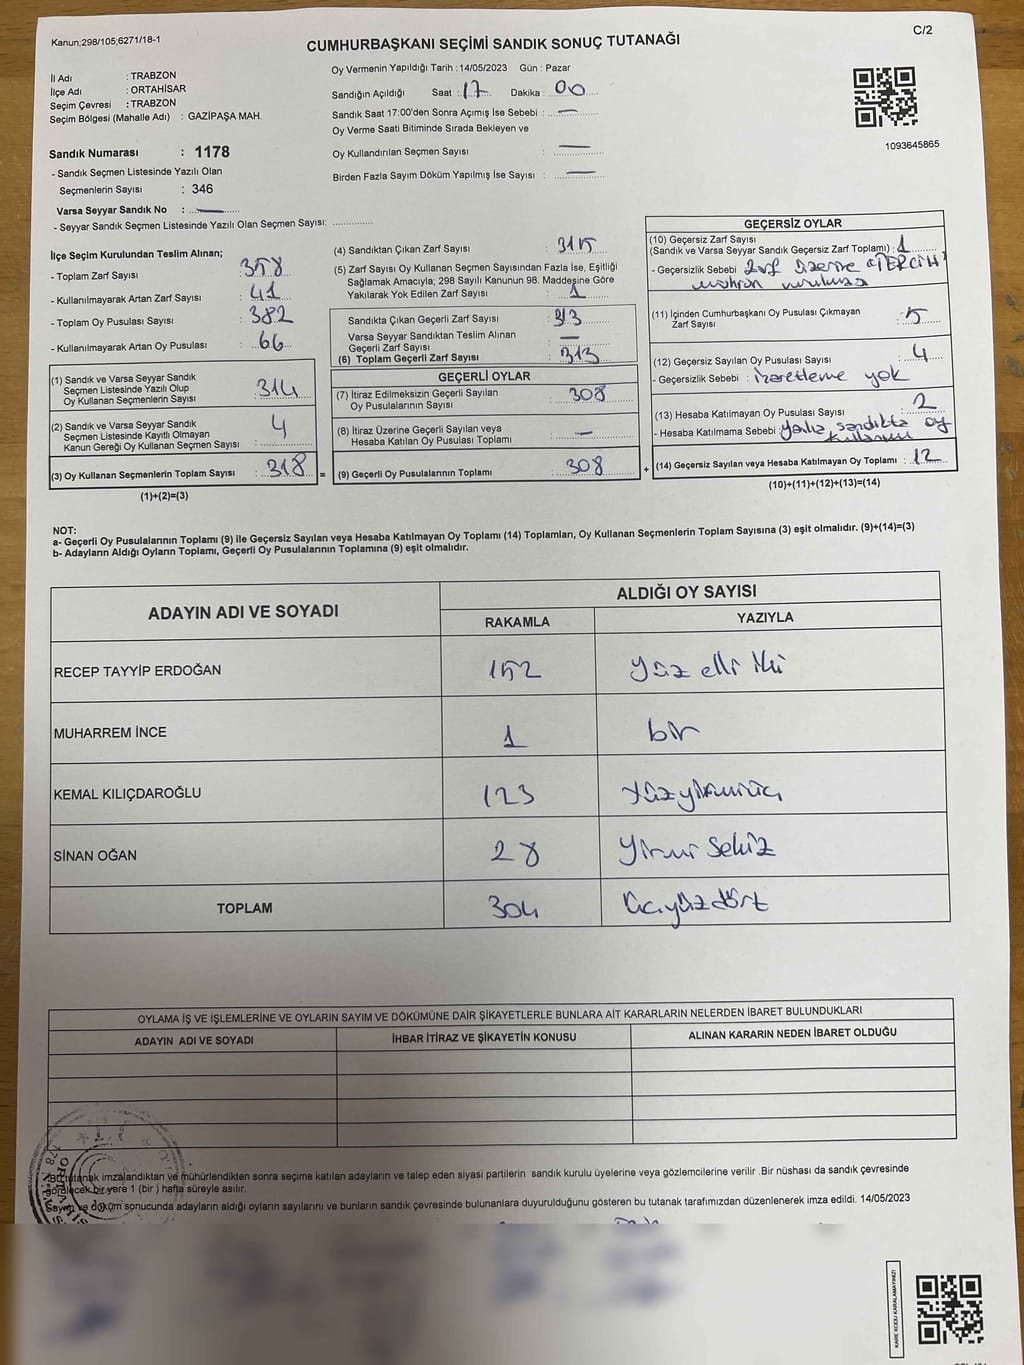 Kanun:298/105;6271/18-1
C/2
CUMHURBAŞKANI SEÇİMİ SANDIK SONUÇ TUTANAĞI
İl Adı : TRABZON
İlçe Adı : ORTAHİSAR
Seçim Çevresi : TRABZON
Seçim Bölgesi (Mahalle Adı) : GAZİPAŞA MAH.
Sandık Numarası : 1178
- Sandık Seçmen Listesinde Yazılı Olan
Seçmenlerin Sayısı : 346
Varsa Seyyar Sandık No : —
- Seyyar Sandık Seçmen Listesinde Yazılı Olan Seçmen Sayısı: ..............
Oy Vermenin Yapıldığı Tarih :14/05/2023 Gün : Pazar
Sandığın Açıldığı Saat : 17 Dakika : 00
Sandık Saat 17:00'den Sonra Açımış İse Sebebi : —
Oy Verme Saati Bitiminde Sırada Bekleyen ve
Oy Kullandırılan Seçmen Sayısı : —
Birden Fazla Sayım Döküm Yapılmış İse Sayısı : —
1093645865
İlçe Seçim Kurulundan Teslim Alınan;
- Toplam Zarf Sayısı : 358
- Kullanılmayarak Artan Zarf Sayısı : 41
- Toplam Oy Pusulası Sayısı : 382
- Kullanılmayarak Artan Oy Pusulası : 66
(1) Sandık ve Varsa Seyyar Sandık
Seçmen Listesinde Yazılı Olup
Oy Kullanan Seçmenlerin Sayısı : 314
(2) Sandık ve Varsa Seyyar Sandık
Seçmen Listesinde Kayıtlı Olmayan
Kanun Gereği Oy Kullanan Seçmen Sayısı : 4
(3) Oy Kullanan Seçmenlerin Toplam Sayısı : 318 =
(1)+(2)=(3)
(4) Sandıktan Çıkan Zarf Sayısı : 315
(5) Zarf Sayısı Oy Kullanan Seçmen Sayısından Fazla İse, Eşitliği
Sağlamak Amacıyla; 298 Sayılı Kanunun 98. Maddesine Göre
Yakılarak Yok Edilen Zarf Sayısı : 1
Sandıkta Çıkan Geçerli Zarf Sayısı : 313
Varsa Seyyar Sandıktan Teslim Alınan
Geçerli Zarf Sayısı : —
(6) Toplam Geçerli Zarf Sayısı : 313
GEÇERLİ OYLAR
(7) İtiraz Edilmeksizin Geçerli Sayılan
Oy Pusulalarının Sayısı : 308
(8) İtiraz Üzerine Geçerli Sayılan veya
Hesaba Katılan Oy Pusulası Toplamı : —
(9) Geçerli Oy Pusulalarının Toplamı : 308 +
GEÇERSİZ OYLAR
(10) Geçersiz Zarf Sayısı
(Sandık ve Varsa Seyyar Sandık Geçersiz Zarf Toplamı) : 1
- Geçersizlik Sebebi zarf üzerine "TERCİH"
mührün vurulması
(11) İçinden Cumhurbaşkanı Oy Pusulası Çıkmayan
Zarf Sayısı : 5
(12) Geçersiz Sayılan Oy Pusulası Sayısı : 4
- Geçersizlik Sebebi : İzaretleme yok
(13) Hesaba Katılmayan Oy Pusulası Sayısı : 2
- Hesaba Katılmama Sebebi : Yanlız sandıkta oy
kullanımı
(14) Geçersiz Sayılan veya Hesaba Katılmayan Oy Toplamı : 12
(10)+(11)+(12)+(13)=(14)
NOT:
a- Geçerli Oy Pusulalarının Toplamı (9) ile Geçersiz Sayılan veya Hesaba Katılmayan Oy Toplamı (14) Toplamları, Oy Kullanan Seçmenlerin Toplam Sayısına (3) eşit olmalıdır. (9)+(14)=(3)
b- Adayların Aldığı Oyların Toplamı, Geçerli Oy Pusulalarının Toplamına (9) eşit olmalıdır.
ADAYIN ADI VE SOYADI
ALDIĞI OY SAYISI
RAKAMLA YAZIYLA
RECEP TAYYİP ERDOĞAN 152 Yüz elli iki
MUHARREM İNCE 1 bir
KEMAL KILIÇDAROĞLU 123 Yüzyirmiüç
SİNAN OĞAN 28 Yirmi sekiz
TOPLAM 304 Üçyüzdört
OYLAMA İŞ VE İŞLEMLERİNE VE OYLARIN SAYIM VE DÖKÜMÜNE DAİR ŞİKAYETLERLE BUNLARA AİT KARARLARIN NELERDEN İBARET BULUNDUKLARI
ADAYIN ADI VE SOYADI İHBAR İTİRAZ VE ŞİKAYETİN KONUSU ALINAN KARARIN NEDEN İBARET OLDUĞU
Bu tutanak imzalandıktan ve mühürlendikten sonra seçime katılan adayların ve talep eden siyasi partilerin sandık kurulu üyelerine veya gözlemcilerine verilir .Bir nüshası da sandık çevresinde
görülecek bir yere 1 (bir ) hafta süreyle asılır.
Sayım ve döküm sonucunda adayların aldığı oyların sayılarını ve bunların sandık çevresinde bulunanlara duyurulduğunu gösteren bu tutanak tarafımızdan düzenlenerek imza edildi. 14/05/2023
KARE KODU KARALAMAYINIZ!